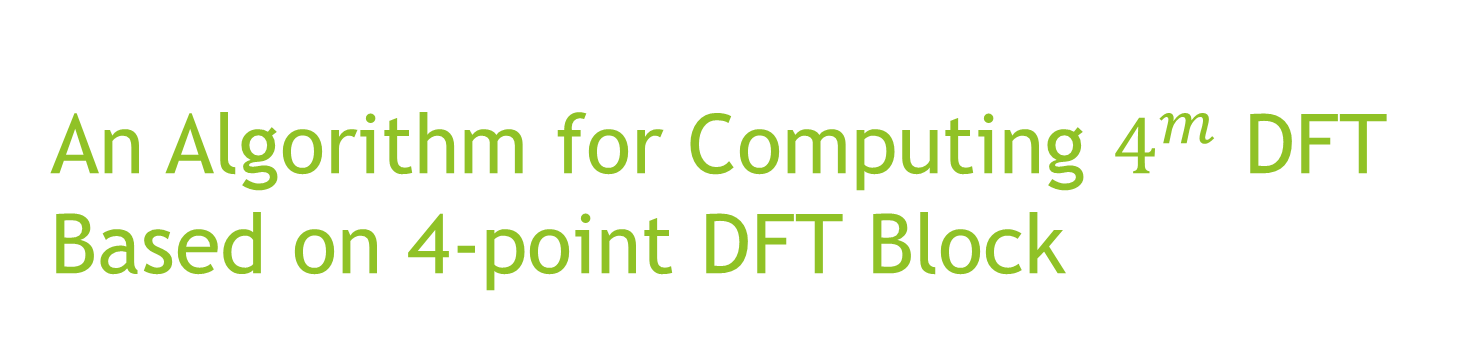 An Algorithm for Computing 4^m DFT
Based on 4-point DFT Block